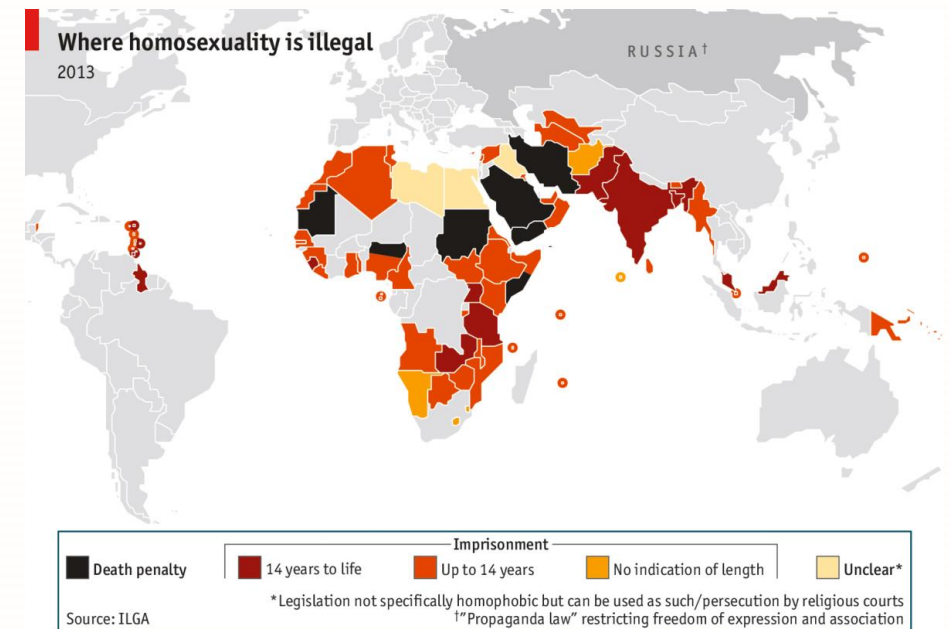 Where homosexuality is illegal
2013
RUSSIA†
Imprisonment
Death penalty
14 years to life
Up to 14 years
No indication of length
Unclear*
*Legislation not specifically homophobic but can be used as such/persecution by religious courts
Source: ILGA
†"Propaganda law" restricting freedom of expression and association